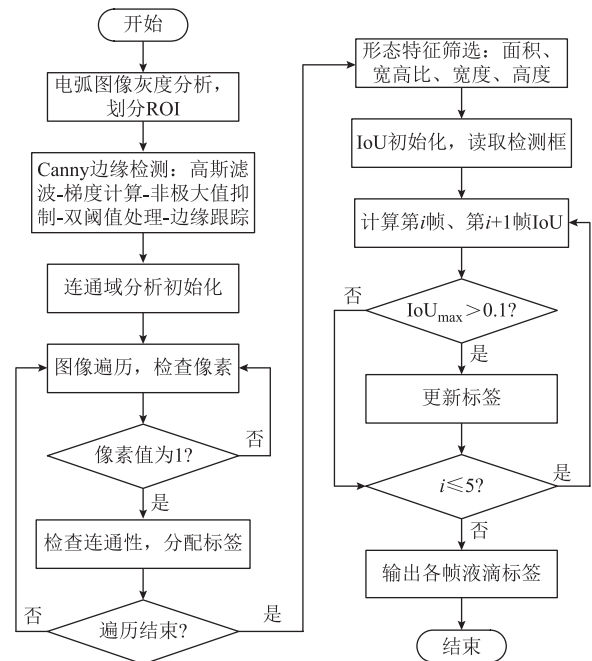 开始
电弧图像灰度分析，
划分ROI
Canny边缘检测：高斯滤
波-梯度计算-非极大值抑
制-双阈值处理-边缘跟踪
连通域分析初始化
图像遍历，检查像素
否
像素值为1?
是
检查连通性，分配标签
否
是
遍历结束?
形态特征筛选：面积、
宽高比、宽度、高度
IoU初始化，读取检测框
计算第i帧、第i+1帧IoU
否
IoUmax＞0.1?
是
更新标签
i≤5?
是
否
输出各帧液滴标签
结束